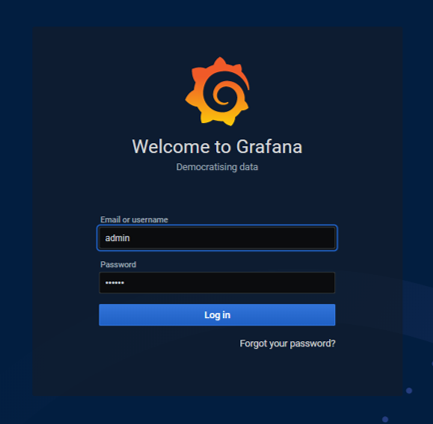 Welcome to Grafana
Democratising data
Email or username
admin
Password
••••••
Log in
Forgot your password?